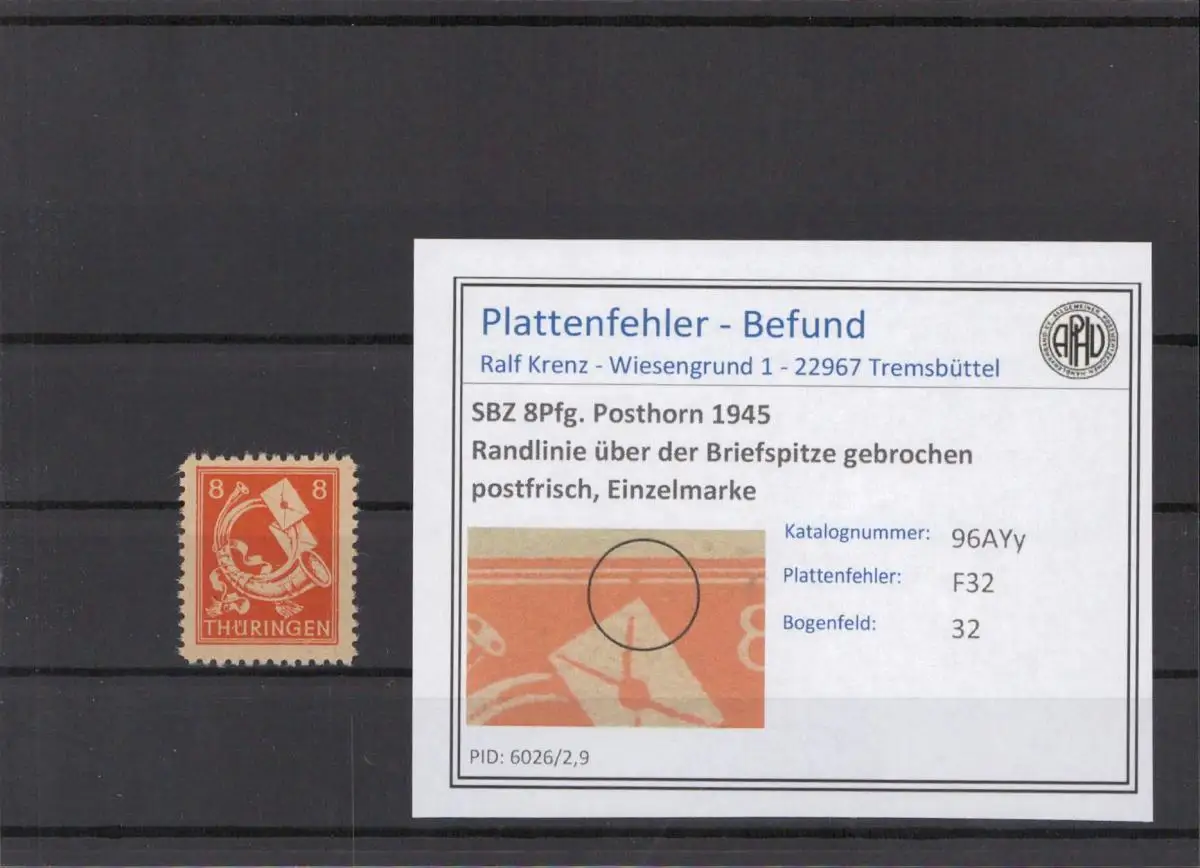 8 8
THÜRINGEN
Plattenfehler - Befund
Ralf Krenz - Wiesengrund 1 - 22967 Tremsbüttel
APHV
SBZ 8Pfg. Posthorn 1945
Randlinie über der Briefspitze gebrochen
postfrisch, Einzelmarke
Katalognummer: 96AYy
Plattenfehler: F32
Bogenfeld: 32
8
PID: 6026/2,9